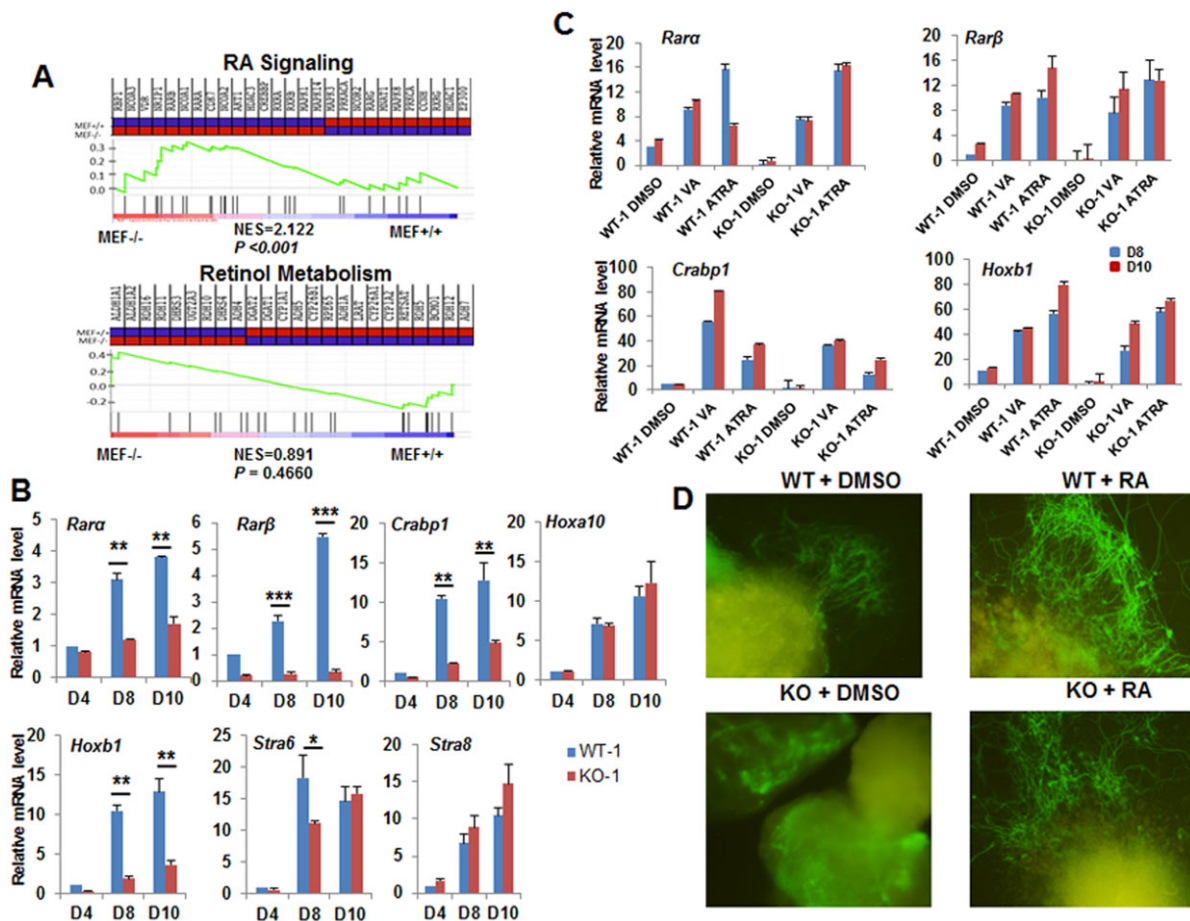 A
RA Signaling
MEF+/+
MEF-/-
0.3
0.2
0.1
0.0
MEF-/-
NES=2.122
P <0.001
MEF+/+
Retinol Metabolism
MEF+/+
MEF-/-
0.4
0.2
0.0
-0.2
MEF-/-
NES=0.891
P = 0.4660
MEF+/+
B
Relative mRNA level
Rarα
5
4
3
2
1
0
** **
D4 D8 D10
Rarβ
6
5
4
3
2
1
0
*** ***
D4 D8 D10
Crabp1
20
15
10
5
0
** **
D4 D8 D10
Hoxa10
20
15
10
5
0
D4 D8 D10
Relative mRNA level
Hoxb1
20
15
10
5
0
** **
D4 D8 D10
Stra6
25
20
15
10
5
0
*
D4 D8 D10
Stra8
20
15
10
5
0
D4 D8 D10
WT-1
KO-1
C
Relative mRNA level
Rarα
20
16
12
8
4
0
WT-1 DMSO
WT-1 VA
WT-1 ATRA
KO-1 DMSO
KO-1 VA
KO-1 ATRA
Rarβ
20
16
12
8
4
0
WT-1 DMSO
WT-1 VA
WT-1 ATRA
KO-1 DMSO
KO-1 VA
KO-1 ATRA
Relative mRNA level
Crabp1
100
80
60
40
20
0
WT-1 DMSO
WT-1 VA
WT-1 ATRA
KO-1 DMSO
KO-1 VA
KO-1 ATRA
Hoxb1
100
80
60
40
20
0
D8
D10
WT-1 DMSO
WT-1 VA
WT-1 ATRA
KO-1 DMSO
KO-1 VA
KO-1 ATRA
D
WT + DMSO
WT + RA
KO + DMSO
KO + RA